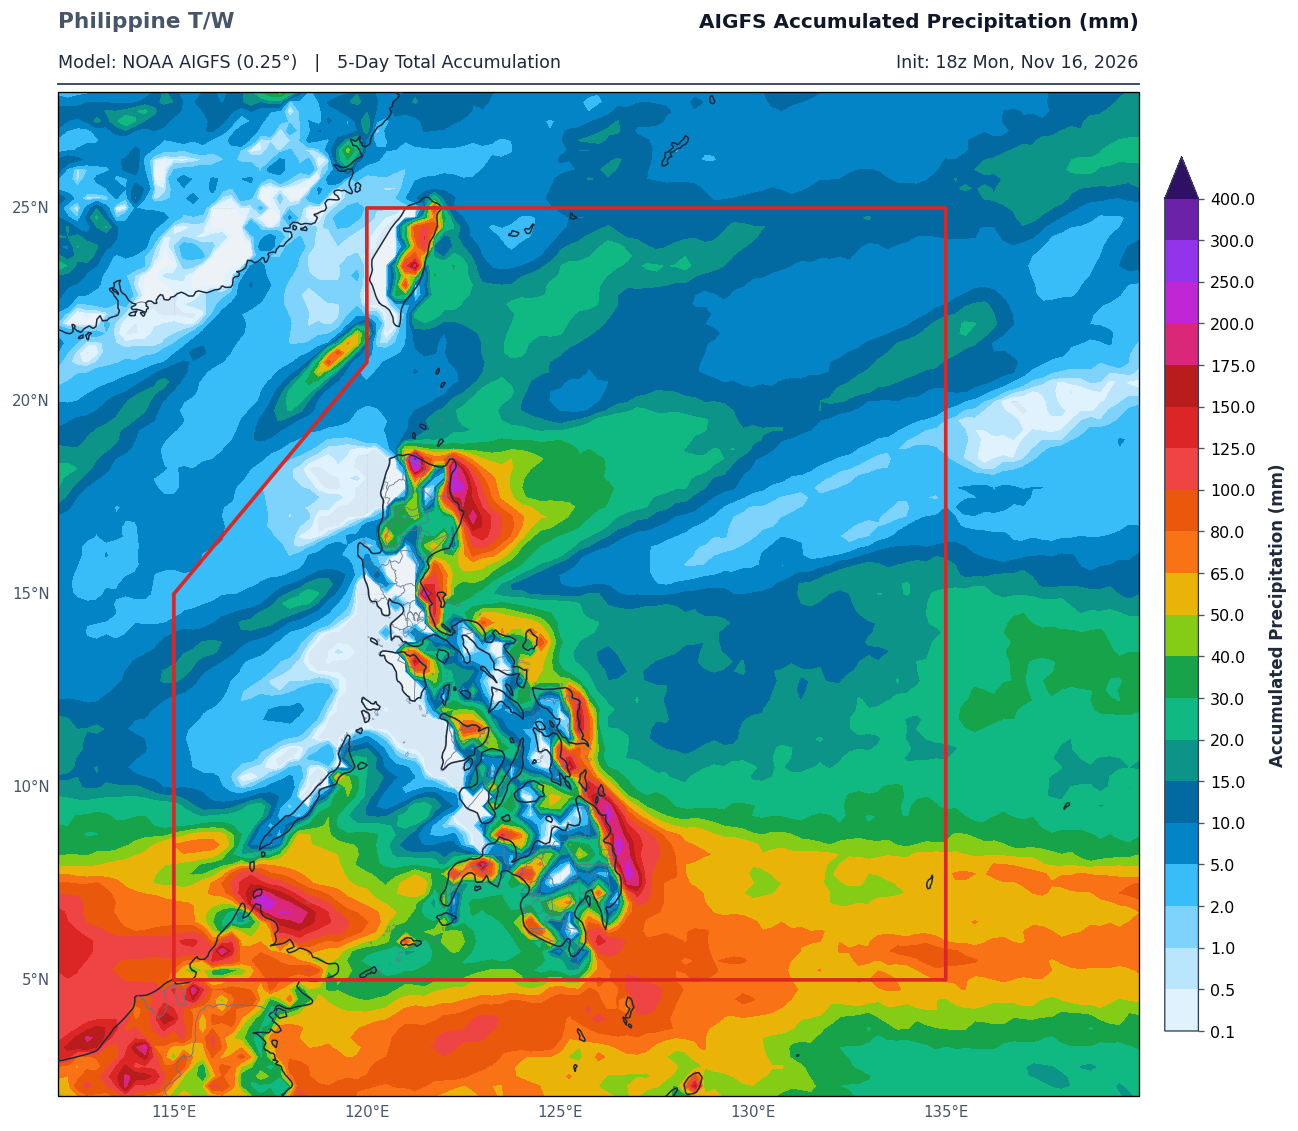 Philippine T/W
AIGFS Accumulated Precipitation (mm)
Model: NOAA AIGFS (0.25°)   |   5-Day Total Accumulation
Init: 18z Mon, Nov 16, 2026
25°N
20°N
15°N
10°N
5°N
115°E
120°E
125°E
130°E
135°E
400.0
300.0
250.0
200.0
175.0
150.0
125.0
100.0
80.0
65.0
50.0
40.0
30.0
20.0
15.0
10.0
5.0
2.0
1.0
0.5
0.1
Accumulated Precipitation (mm)